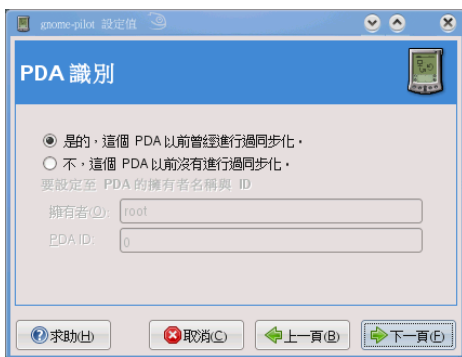 gnome-pilot 設定值
PDA 識別
是的，這個 PDA 以前曾經進行過同步化。
不，這個 PDA 以前沒有進行過同步化。
要設定至 PDA 的擁有者名稱與 ID
擁有者(O): root
PDA ID: 0
求助(H) 取消(C) 上一頁(B) 下一頁(F)